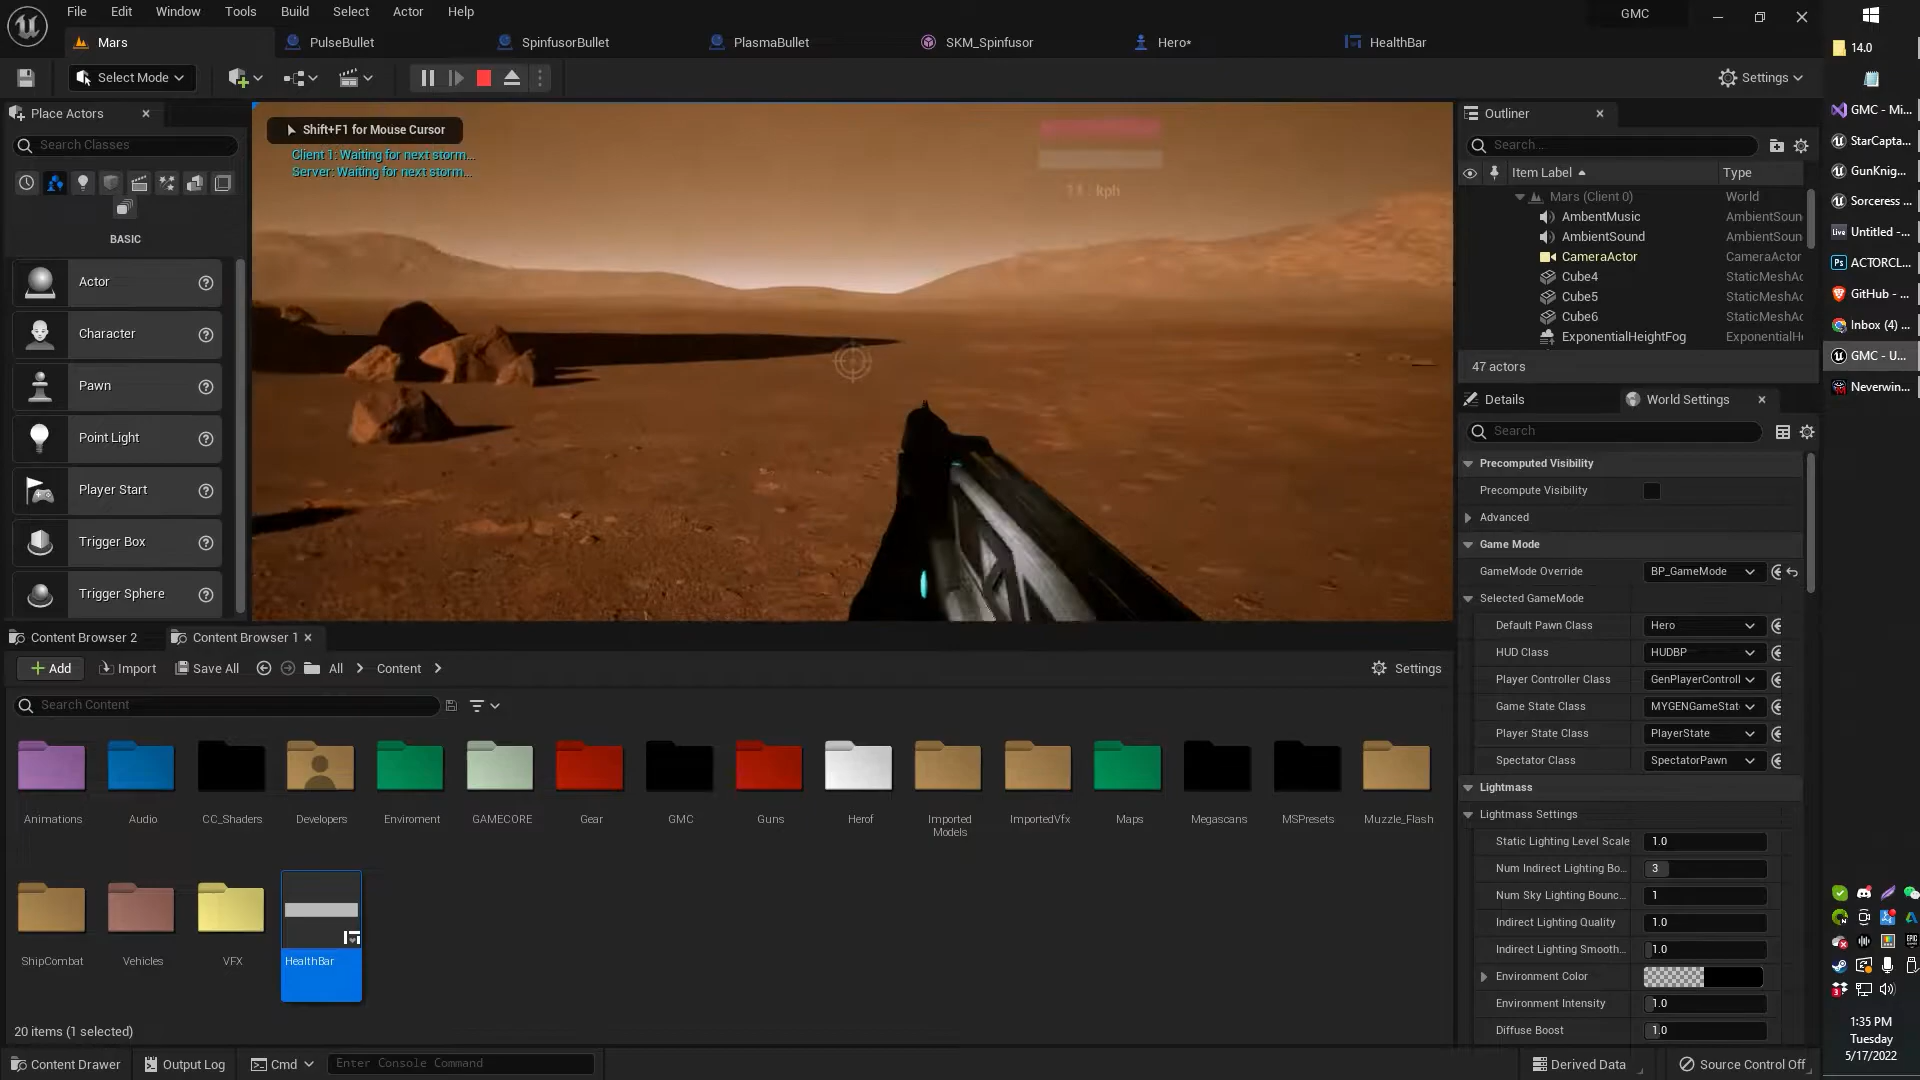 File Edit Window Tools Build Select Actor Help
GMC
Mars
PulseBullet
SpinfusorBullet
PlasmaBullet
SKM_Spinfusor
Hero*
HealthBar
14.0
Select Mode
Settings
Place Actors
Search Classes
BASIC
Actor
Character
Pawn
Point Light
Player Start
Trigger Box
Trigger Sphere
Shift+F1 for Mouse Cursor
Client 1: Waiting for next storm...
Server: Waiting for next storm...
kph
Outliner
Search...
Item Label
Type
Mars (Client 0) World
AmbentMusic AmbientSoun
AmbientSound AmbientSoun
CameraActor CameraActor
Cube4 StaticMeshAc
Cube5 StaticMeshAc
Cube6 StaticMeshAc
ExponentialHeightFog ExponentialHe
47 actors
Details
World Settings
Search
Precomputed Visibility
Precompute Visibility
Advanced
Game Mode
GameMode Override BP_GameMode
Selected GameMode
Default Pawn Class Hero
HUD Class HUDBP
Player Controller Class GenPlayerControll
Game State Class MYGENGameStat
Player State Class PlayerState
Spectator Class SpectatorPawn
Lightmass
Lightmass Settings
Static Lighting Level Scale 1.0
Num Indirect Lighting Bo... 3
Num Sky Lighting Bounc... 1
Indirect Lighting Quality 1.0
Indirect Lighting Smooth... 1.0
Environment Color
Environment Intensity 1.0
Diffuse Boost 1.0
Content Browser 2
Content Browser 1
Add
Import
Save All
All
Content
Settings
Search Content
Animations
Audio
CC_Shaders
Developers
Enviroment
GAMECORE
Gear
GMC
Guns
Herof
Imported
Models
ImportedVfx
Maps
Megascans
MSPresets
Muzzle_Flash
ShipCombat
Vehicles
VFX
HealthBar
20 items (1 selected)
Content Drawer
Output Log
Cmd
Enter Console Command
Derived Data
Source Control Off
GMC - Mi...
StarCapta...
GunKnig...
Sorceress ...
Live
Untitled -...
Ps
ACTORCL...
GitHub - ...
Inbox (4) ...
GMC - U...
Neverwin...
1:35 PM
Tuesday
5/17/2022